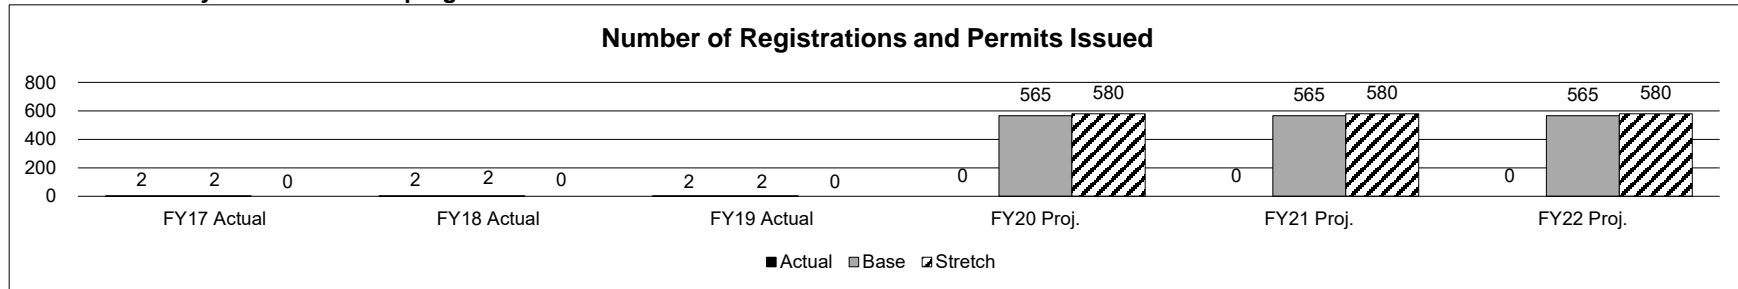 Number of Registrations and Permits Issued
800
600
400
200
0
2 2 0 2 2 0 2 2 0 0 565 580 0 565 580 0 565 580
FY17 Actual FY18 Actual FY19 Actual FY20 Proj. FY21 Proj. FY22 Proj.
Actual Base Stretch